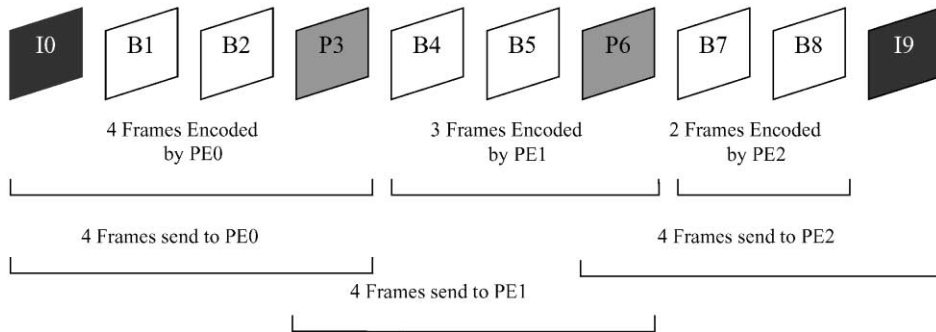 I0 B1 B2 P3 B4 B5 P6 B7 B8 I9
4 Frames Encoded
by PE0
3 Frames Encoded
by PE1
2 Frames Encoded
by PE2
4 Frames send to PE0
4 Frames send to PE2
4 Frames send to PE1